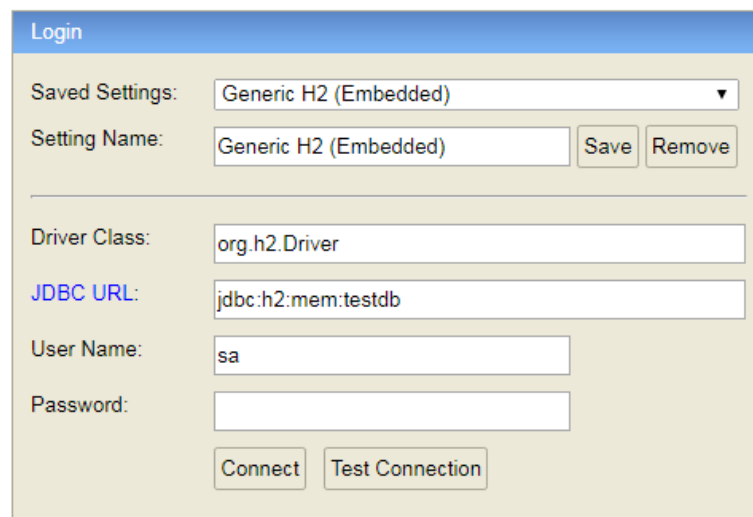 Login
Saved Settings: Generic H2 (Embedded)
Setting Name: Generic H2 (Embedded) Save Remove
Driver Class: org.h2.Driver
JDBC URL: jdbc:h2:mem:testdb
User Name: sa
Password:
Connect Test Connection